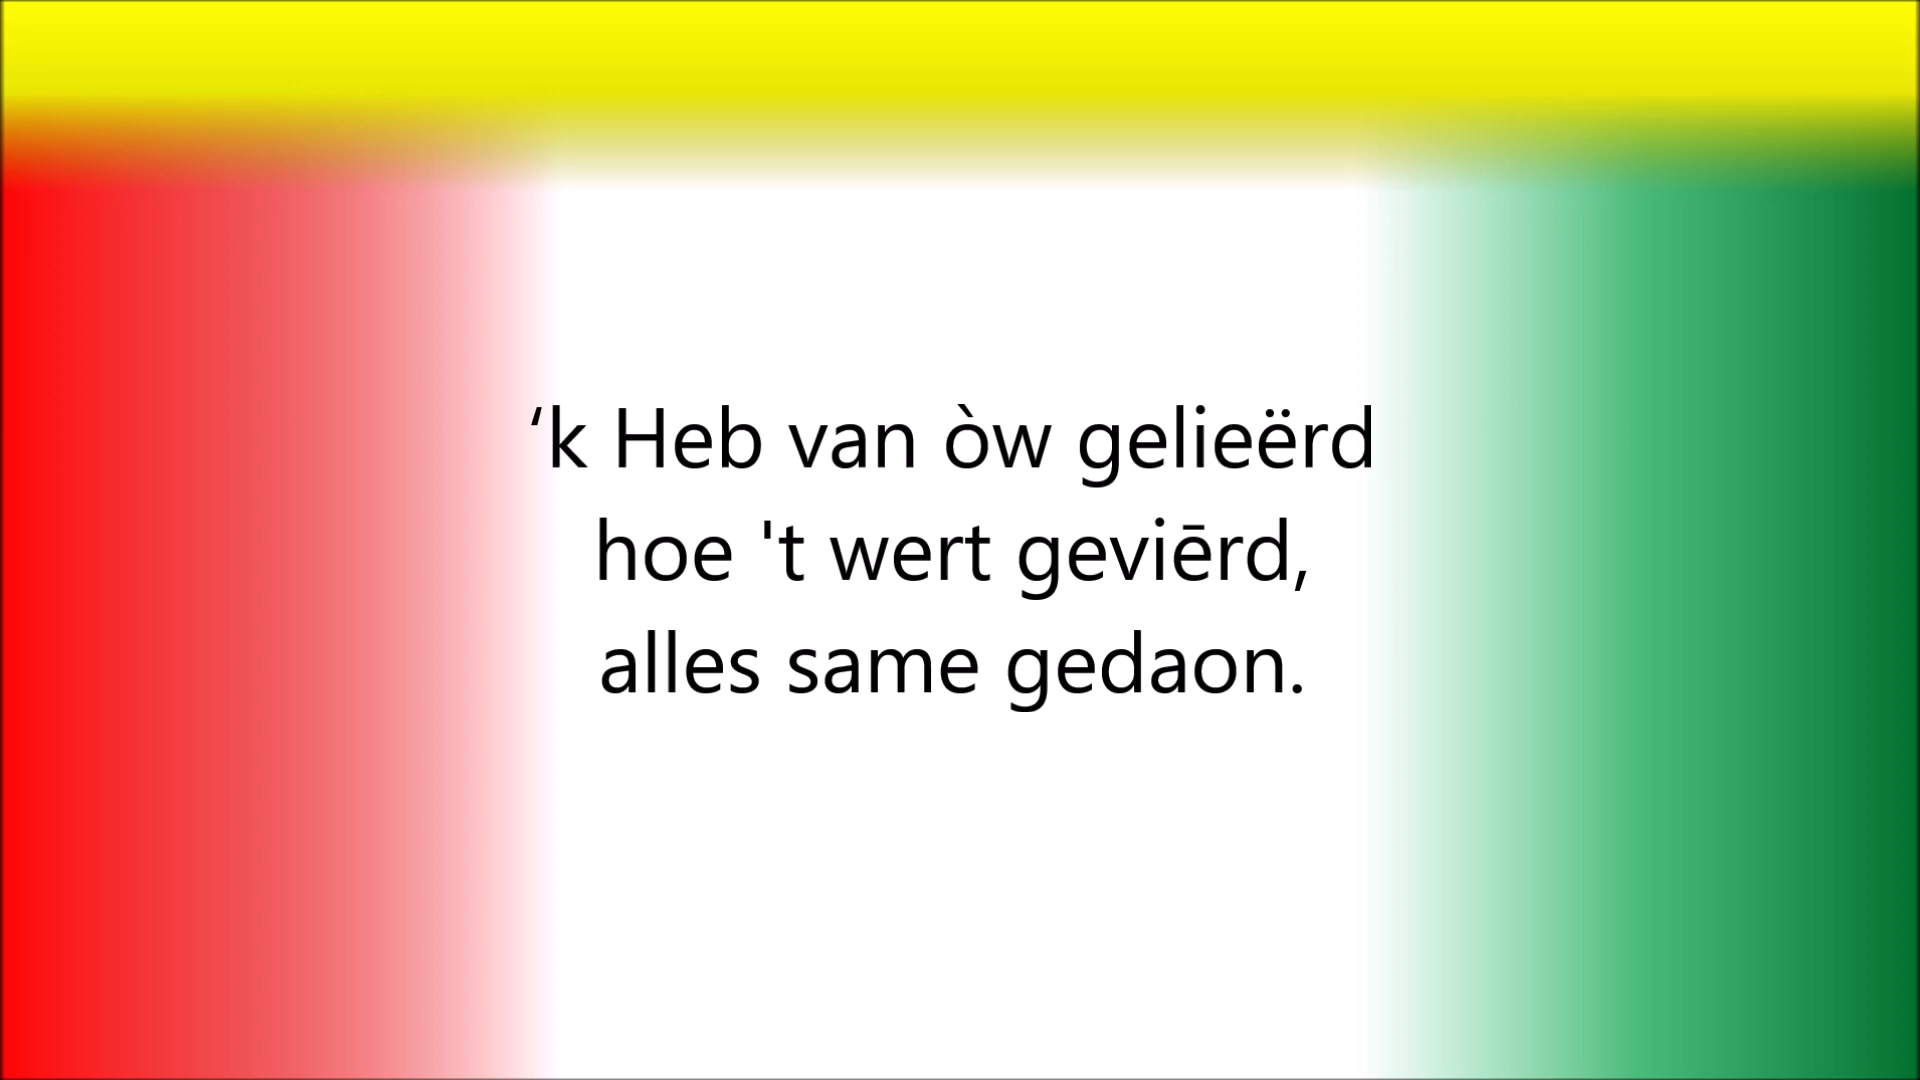 ‘k Heb van òw gelieërd
hoe 't wert geviērd,
alles same gedaon.